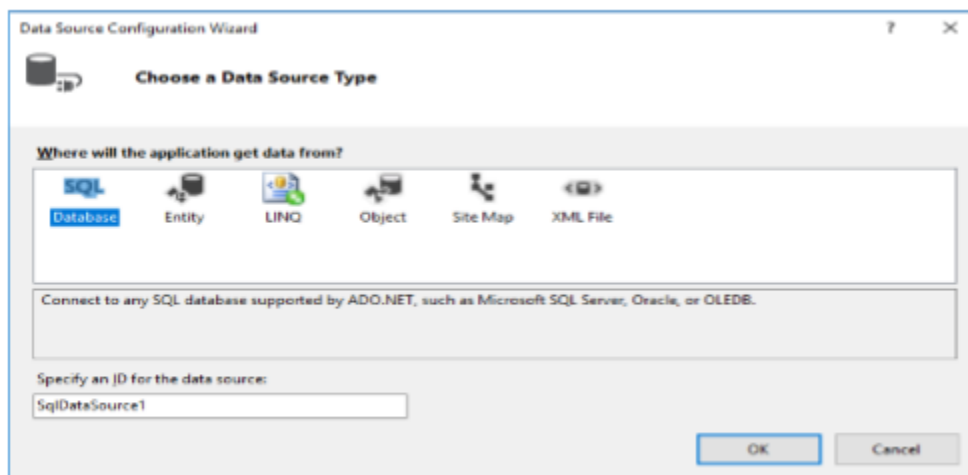 Data Source Configuration Wizard
?
Choose a Data Source Type
Where will the application get data from?
SQL
Database Entity LINQ Object Site Map XML File
Connect to any SQL database supported by ADO.NET, such as Microsoft SQL Server, Oracle, or OLEDB.
Specify an ID for the data source:
SqlDataSource1
OK Cancel